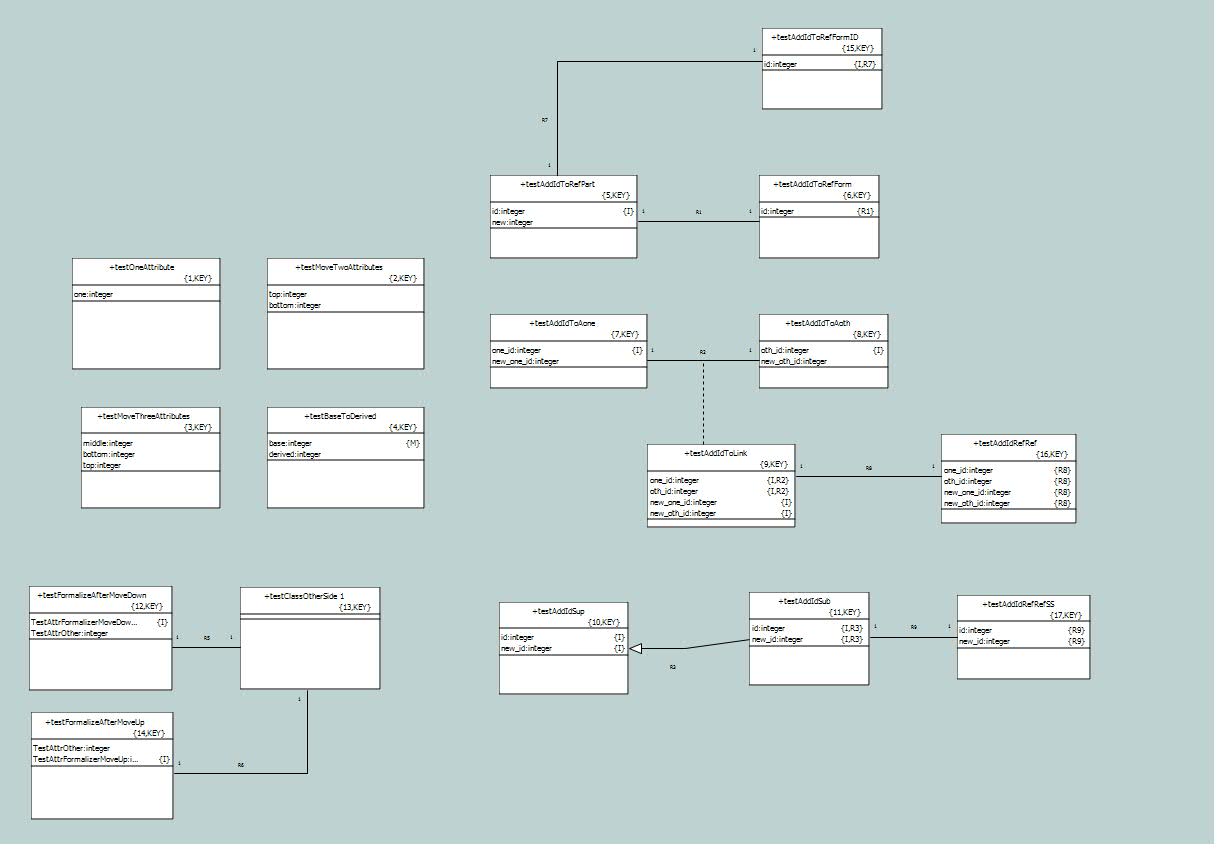 +testAddIdToRefFormID
{15,KEY}
id:integer {I,R7}
1
R7
1
+testAddIdToRefPart
{5,KEY}
id:integer {I}
new:integer
1 R1 1
+testAddIdToRefForm
{6,KEY}
id:integer {R1}
+testOneAttribute
{1,KEY}
one:integer
+testMoveTwoAttributes
{2,KEY}
top:integer
bottom:integer
+testAddIdToAone
{7,KEY}
one_id:integer {I}
new_one_id:integer
1 R2 1
+testAddIdToAoth
{8,KEY}
oth_id:integer {I}
new_oth_id:integer
+testMoveThreeAttributes
{3,KEY}
middle:integer
bottom:integer
top:integer
+testBaseToDerived
{4,KEY}
base:integer {M}
derived:integer
+testAddIdToLink
{9,KEY}
one_id:integer {I,R2}
oth_id:integer {I,R2}
new_one_id:integer {I}
new_oth_id:integer {I}
1 R8 1
+testAddIdRefRef
{16,KEY}
one_id:integer {R8}
oth_id:integer {R8}
new_one_id:integer {R8}
new_oth_id:integer {R8}
+testFormalizeAfterMoveDown
{12,KEY}
TestAttrFormalizerMoveDow... {I}
TestAttrOther:integer
1 R5 1
+testClassOtherSide 1
{13,KEY}
1
+testFormalizeAfterMoveUp
{14,KEY}
TestAttrOther:integer
TestAttrFormalizerMoveUp:i... {I}
1 R6
+testAddIdSup
{10,KEY}
id:integer {I}
new_id:integer {I}
R3
+testAddIdSub
{11,KEY}
id:integer {I,R3}
new_id:integer {I,R3}
1 R9 1
+testAddIdRefRefSS
{17,KEY}
id:integer {R9}
new_id:integer {R9}